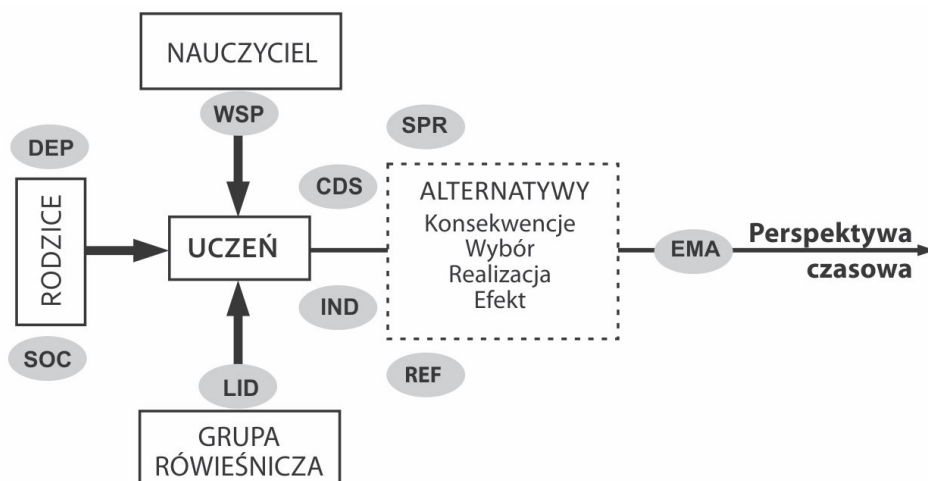 NAUCZYCIEL
WSP
SPR
DEP
CDS
ALTERNATYWY
Konsekwencje
Wybór
Realizacja
Efekt
RODZICE
UCZEŃ
EMA
Perspektywa
czasowa
IND
SOC
LID
REF
GRUPA
RÓWIEŚNICZA